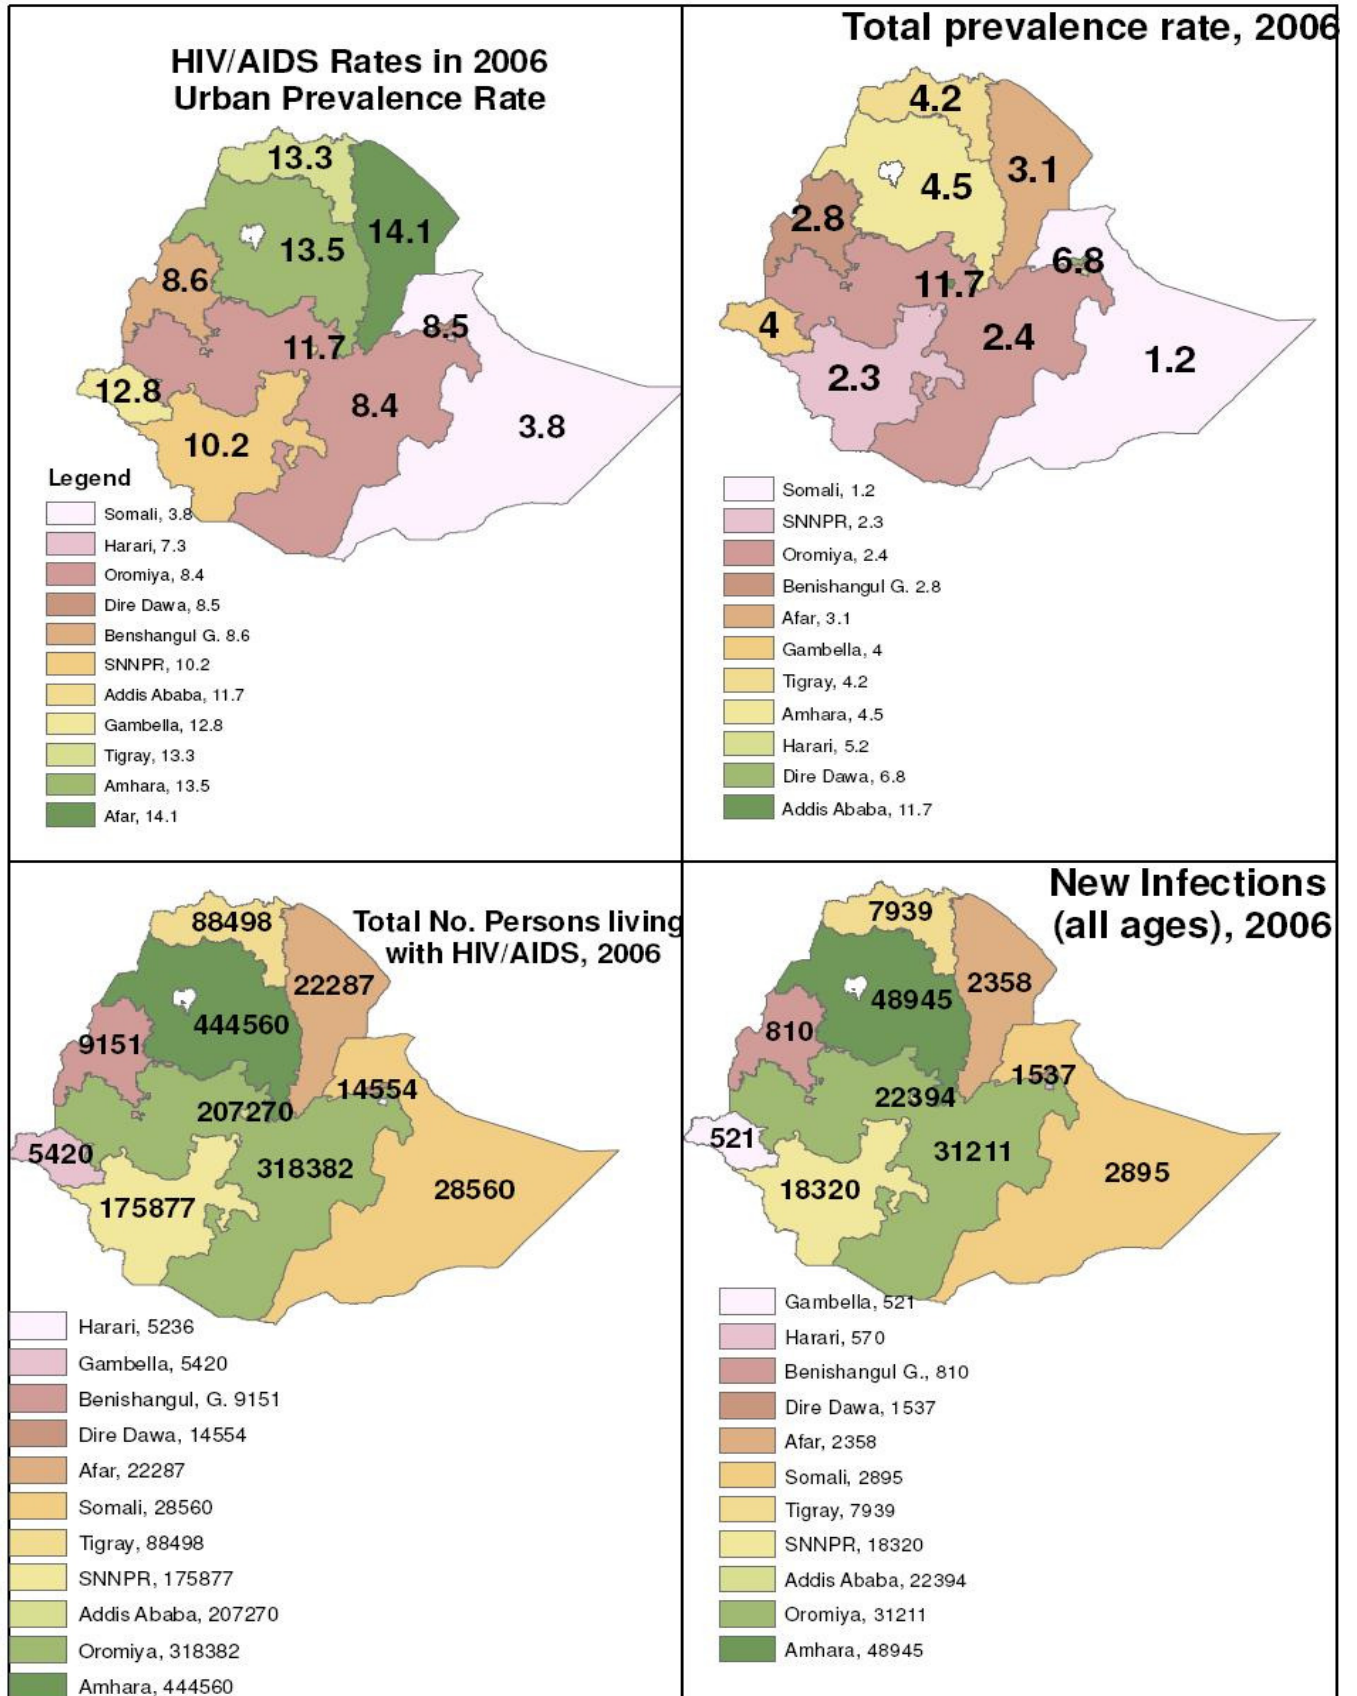 HIV/AIDS Rates in 2006
Urban Prevalence Rate
13.3
14.1
13.5
8.6
8.5
11.7
12.8
8.4
3.8
10.2
Legend
Somali, 3.8
Harari, 7.3
Oromiya, 8.4
Dire Dawa, 8.5
Benshangul G. 8.6
SNNPR, 10.2
Addis Ababa, 11.7
Gambella, 12.8
Tigray, 13.3
Amhara, 13.5
Afar, 14.1
Total prevalence rate, 2006
4.2
3.1
4.5
2.8
6.8
11.7
4
2.4
1.2
2.3
Somali, 1.2
SNNPR, 2.3
Oromiya, 2.4
Benishangul G. 2.8
Afar, 3.1
Gambella, 4
Tigray, 4.2
Amhara, 4.5
Harari, 5.2
Dire Dawa, 6.8
Addis Ababa, 11.7
Total No. Persons living
with HIV/AIDS, 2006
88498
22287
444560
9151
14554
207270
5420
318382
28560
175877
Harari, 5236
Gambella, 5420
Benishangul, G. 9151
Dire Dawa, 14554
Afar, 22287
Somali, 28560
Tigray, 88498
SNNPR, 175877
Addis Ababa, 207270
Oromiya, 318382
Amhara, 444560
New Infections
(all ages), 2006
7939
2358
48945
810
1537
22394
521
31211
2895
18320
Gambella, 521
Harari, 570
Benishangul G., 810
Dire Dawa, 1537
Afar, 2358
Somali, 2895
Tigray, 7939
SNNPR, 18320
Addis Ababa, 22394
Oromiya, 31211
Amhara, 48945